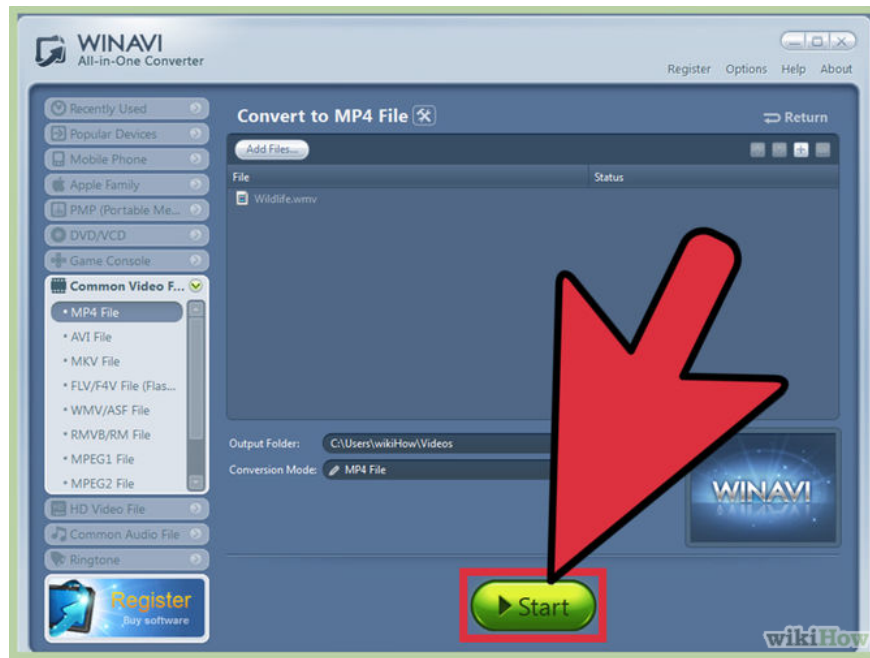 WINAVI
All-in-One Converter
Register Options Help About
Recently Used
Popular Devices
Mobile Phone
Apple Family
PMP (Portable Me...
DVD/VCD
Game Console
Common Video F...
• MP4 File
• AVI File
• MKV File
• FLV/F4V File (Flas...
• WMV/ASF File
• RMVB/RM File
• MPEG1 File
• MPEG2 File
HD Video File
Common Audio File
Ringtone
Register
Buy software
Convert to MP4 File
Return
Add Files...
File Status
Wildlife.wmv
Output Folder: C:\Users\wikiHow\Videos
Conversion Mode: MP4 File
WINAVI
Start
wikiHow